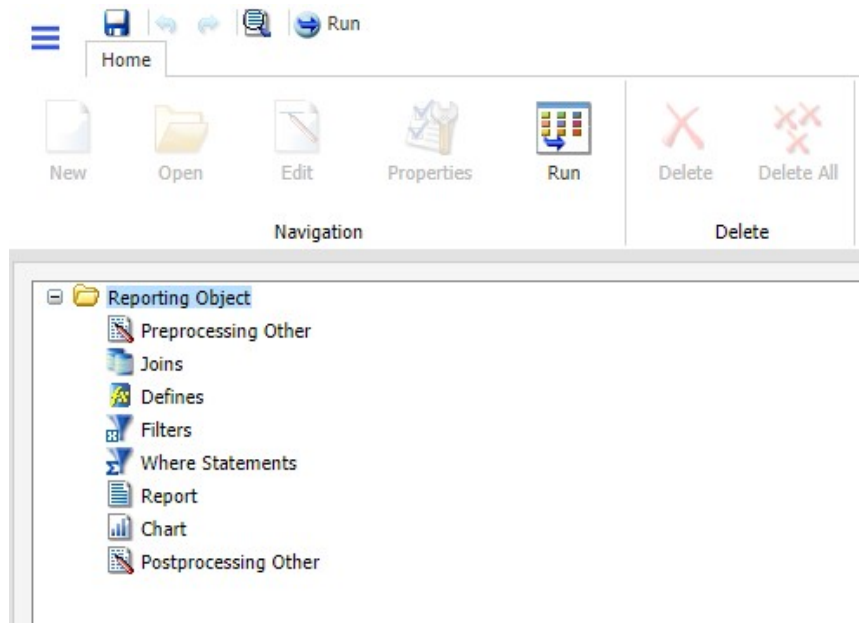 Run
Home
New Open Edit Properties Run Delete Delete All
Navigation Delete
Reporting Object
Preprocessing Other
Joins
Defines
Filters
Where Statements
Report
Chart
Postprocessing Other